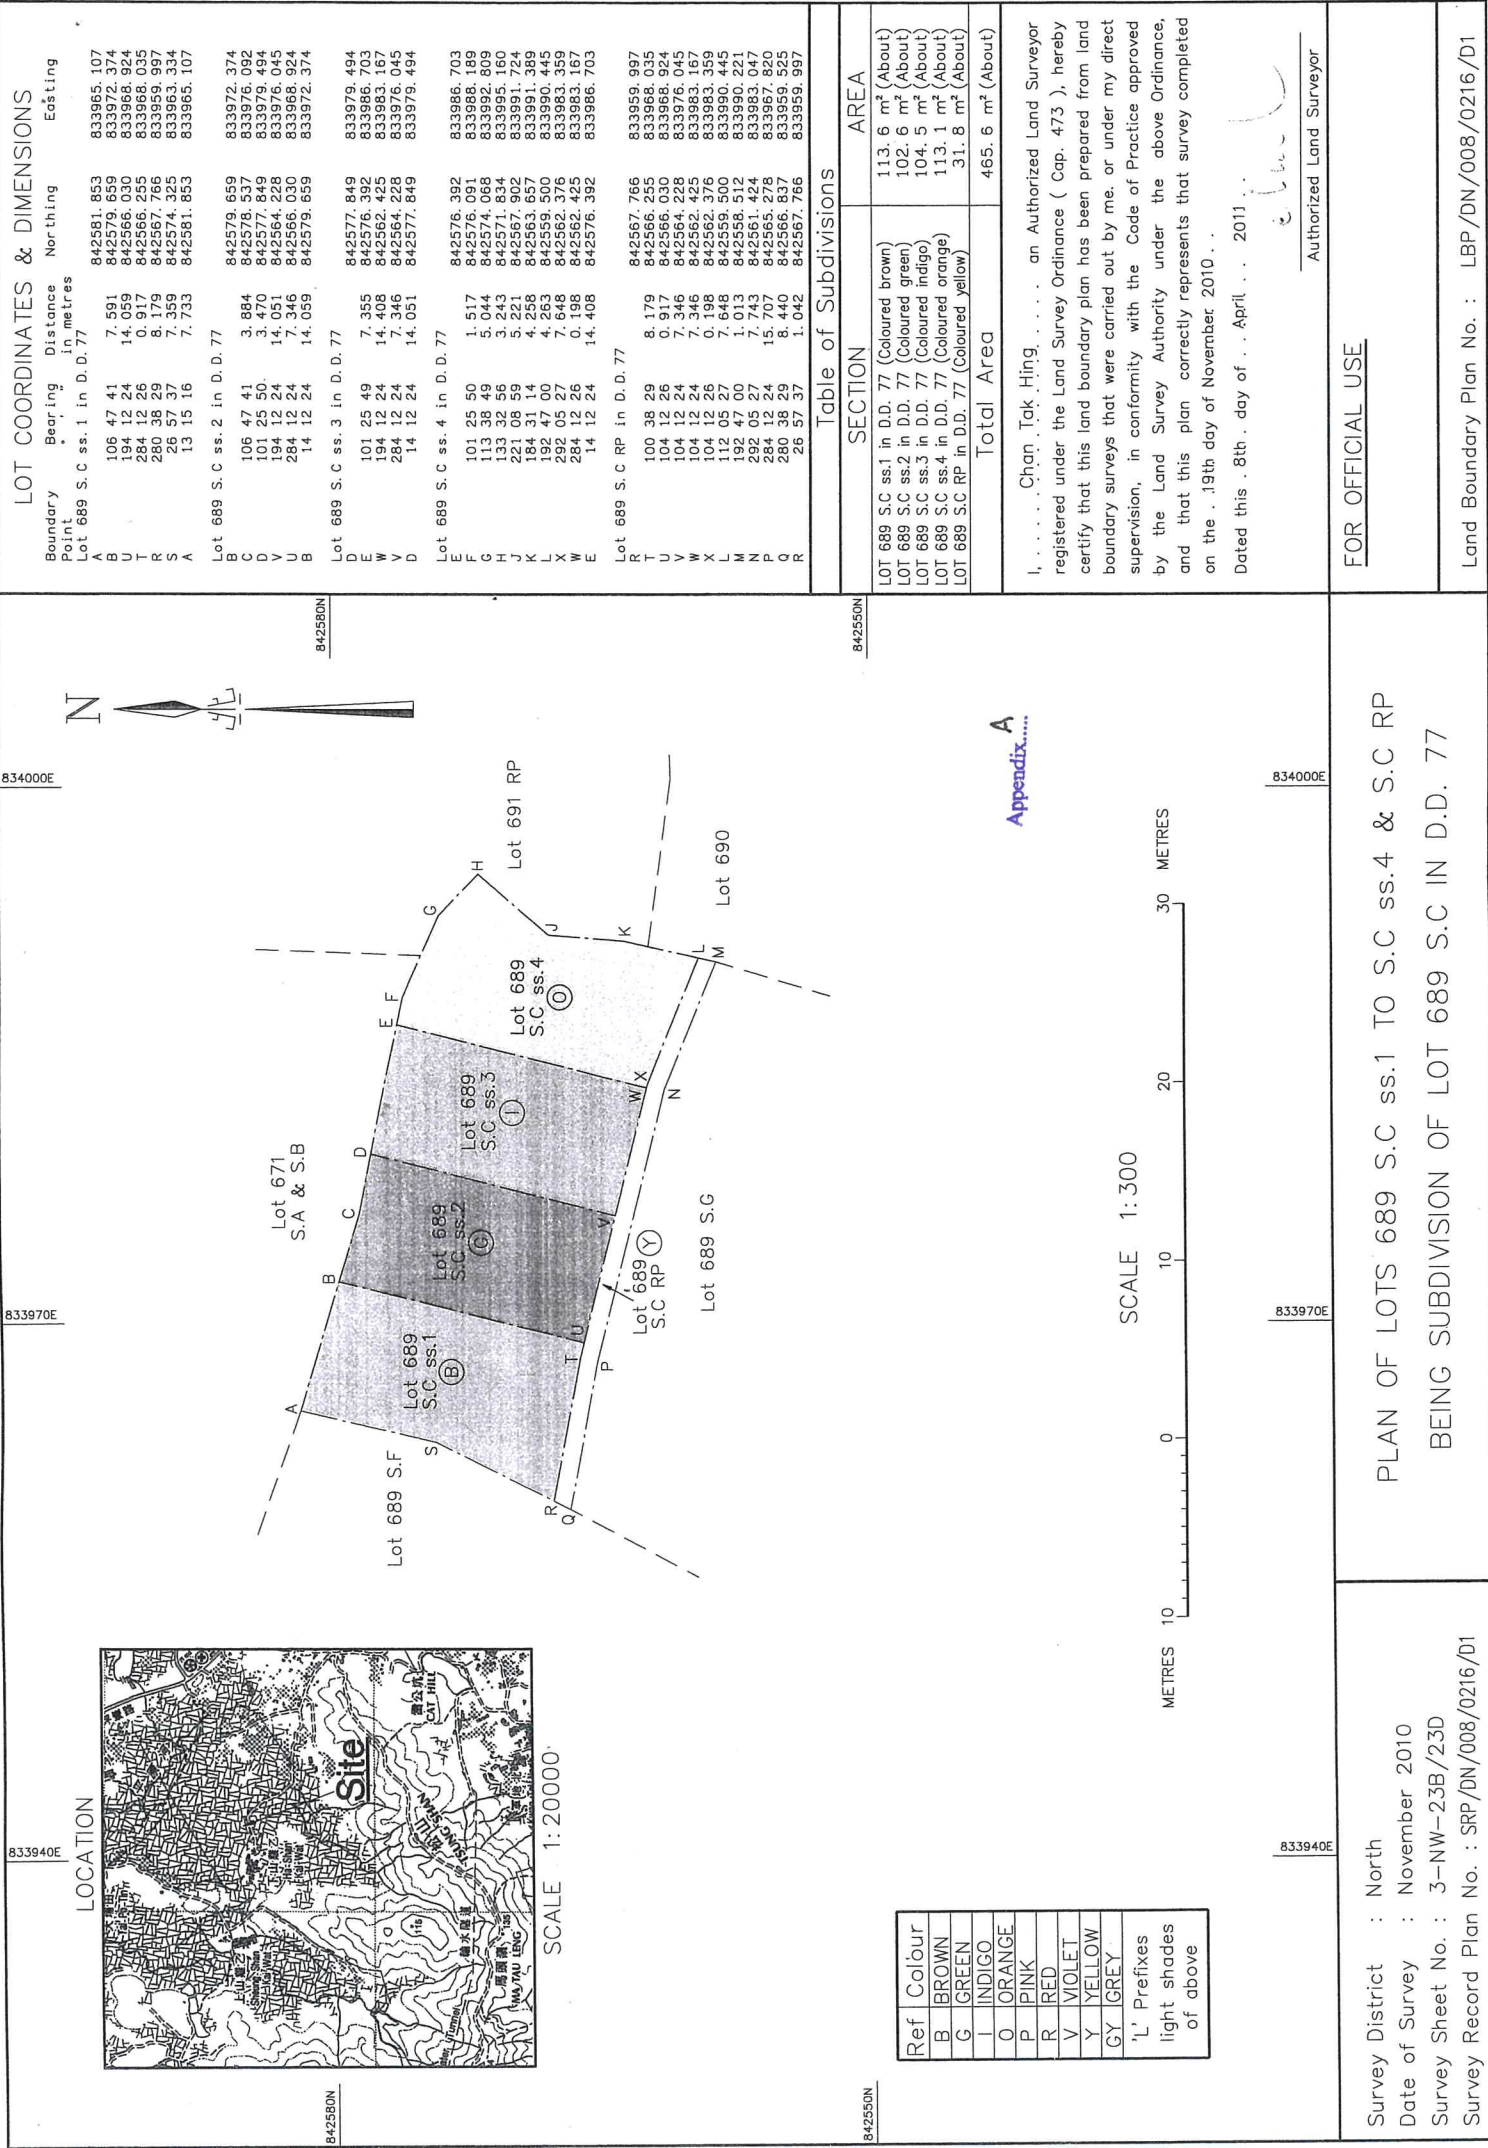 LOCATION
Site
TSUNG SHAN
CAT HILL
MA TAU LENG
SCALE 1:20000
N
833940E
833970E
834000E
842580N
842550N
842580N
842550N
833940E
833970E
834000E
Lot 671
S.A & S.B
Lot 689 S.F
Lot 689
S.C ss.1
B
Lot 689
S.C ss.2
G
Lot 689
S.C ss.3
I
Lot 689
S.C ss.4
O
Lot 689
S.C RP
Y
Lot 689 S.G
Lot 691 RP
Lot 690
A
B
C
D
E
F
G
H
J
K
L
M
N
P
Q
R
S
T
U
V
W
X
Appendix..... A
SCALE 1:300
METRES 10 0 10 20 30 METRES
Ref Colour
B BROWN
G GREEN
I INDIGO
O ORANGE
P PINK
R RED
V VIOLET
Y YELLOW
GY GREY
'L' Prefixes
light shades
of above
LOT COORDINATES & DIMENSIONS
Boundary Bearing Distance Northing Easting
Point ° ' " in metres
Lot 689 S.C ss.1 in D.D.77
A 842581.853 833965.107
B 106 47 41 7.591 842579.659 833972.374
U 194 12 24 14.059 842566.030 833968.924
T 284 12 26 0.917 842566.255 833968.035
R 280 38 29 8.179 842567.766 833959.997
S 26 57 37 7.359 842574.325 833963.334
A 13 15 16 7.733 842581.853 833965.107
Lot 689 S.C ss.2 in D.D.77
B 842579.659 833972.374
C 106 47 41 3.884 842578.537 833976.092
D 101 25 50 3.470 842577.849 833979.494
V 194 12 24 14.051 842564.228 833976.045
U 284 12 24 7.346 842566.030 833968.924
B 14 12 24 14.059 842579.659 833972.374
Lot 689 S.C ss.3 in D.D.77
D 842577.849 833979.494
E 101 25 49 7.355 842576.392 833986.703
W 194 12 24 14.408 842562.425 833983.167
V 284 12 24 7.346 842564.228 833976.045
D 14 12 24 14.051 842577.849 833979.494
Lot 689 S.C ss.4 in D.D.77
E 842576.392 833986.703
F 101 25 50 1.517 842576.091 833988.189
G 113 38 49 5.044 842574.068 833992.809
H 133 32 56 3.243 842571.834 833995.160
J 221 08 59 5.221 842567.902 833991.724
K 184 31 14 4.258 842563.657 833991.389
L 192 47 00 4.263 842559.500 833990.445
X 292 05 27 7.648 842562.376 833983.359
W 284 12 26 0.198 842562.425 833983.167
E 14 12 24 14.408 842576.392 833986.703
Lot 689 S.C RP in D.D.77
R 842567.766 833959.997
T 100 38 29 8.179 842566.255 833968.035
U 104 12 26 0.917 842566.030 833968.924
V 104 12 24 7.346 842564.228 833976.045
W 104 12 24 7.346 842562.425 833983.167
X 104 12 26 0.198 842562.376 833983.359
L 112 05 27 7.648 842559.500 833990.445
M 192 47 00 1.013 842558.512 833990.221
N 292 05 27 7.743 842561.424 833983.047
P 284 12 24 15.707 842565.278 833967.820
Q 280 38 29 8.440 842566.837 833959.525
R 26 57 37 1.042 842567.766 833959.997
Table of Subdivisions
SECTION AREA
LOT 689 S.C ss.1 in D.D. 77 (Coloured brown) 113.6 m² (About)
LOT 689 S.C ss.2 in D.D. 77 (Coloured green) 102.6 m² (About)
LOT 689 S.C ss.3 in D.D. 77 (Coloured indigo) 104.5 m² (About)
LOT 689 S.C ss.4 in D.D. 77 (Coloured orange) 113.1 m² (About)
LOT 689 S.C RP in D.D. 77 (Coloured yellow) 31.8 m² (About)
Total Area 465.6 m² (About)
I, . . . . . . Chan Tak Hing . . . . . an Authorized Land Surveyor
registered under the Land Survey Ordinance ( Cap. 473 ), hereby
certify that this land boundary plan has been prepared from land
boundary surveys that were carried out by me. or under my direct
supervision, in conformity with the Code of Practice approved
by the Land Survey Authority under the above Ordinance,
and that this plan correctly represents that survey completed
on the . .19th day of November 2010 . .
Dated this . 8th . day of . . April . . . 2011 . .
Authorized Land Surveyor
FOR OFFICIAL USE
Land Boundary Plan No. : LBP/DN/008/0216/D1
PLAN OF LOTS 689 S.C ss.1 TO S.C ss.4 & S.C RP
BEING SUBDIVISION OF LOT 689 S.C IN D.D. 77
Survey District : North
Date of Survey : November 2010
Survey Sheet No. : 3-NW-23B/23D
Survey Record Plan No. : SRP/DN/008/0216/D1